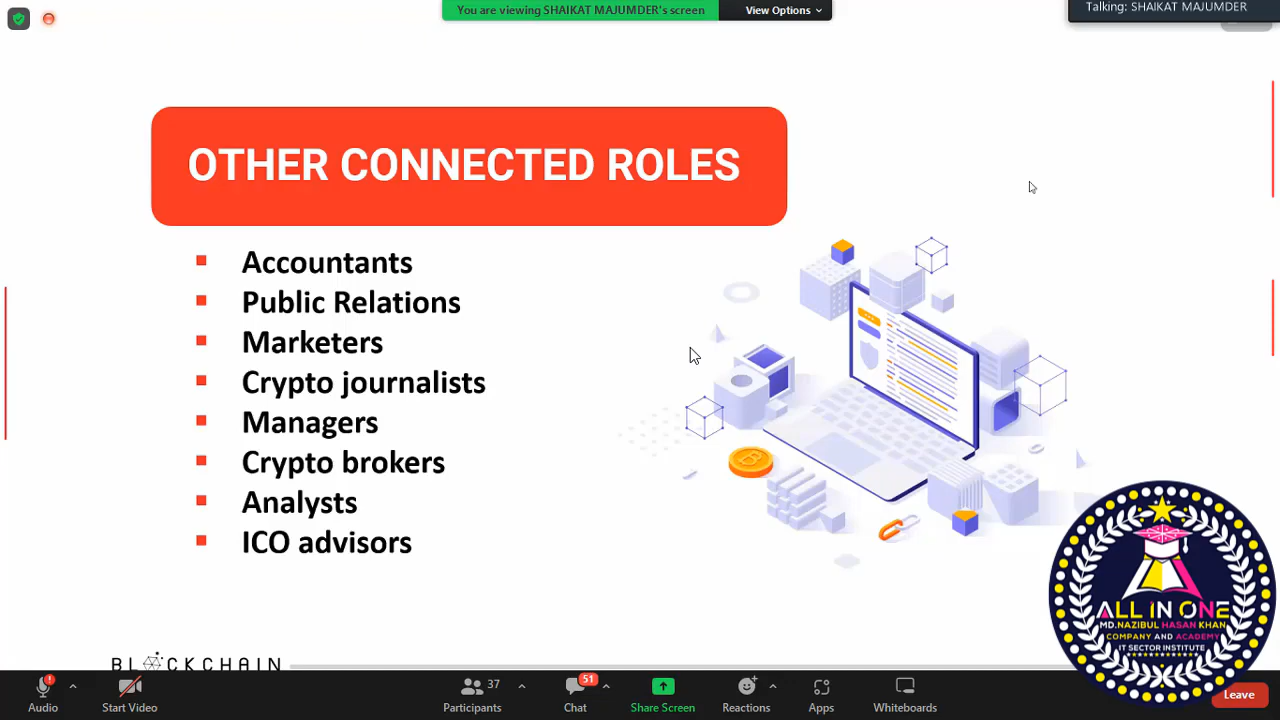 You are viewing SHAIKAT MAJUMDER's screen
View Options
Talking: SHAIKAT MAJUMDER
OTHER CONNECTED ROLES
Accountants
Public Relations
Marketers
Crypto journalists
Managers
Crypto brokers
Analysts
ICO advisors
ALL IN ONE
MD.NAZIBUL HASAN KHAN
COMPANY AND ACADEMY
IT SECTOR INSTITUTE
BLOCKCHAIN
Audio
Start Video
37
Participants
51
Chat
Share Screen
Reactions
Apps
Whiteboards
Leave